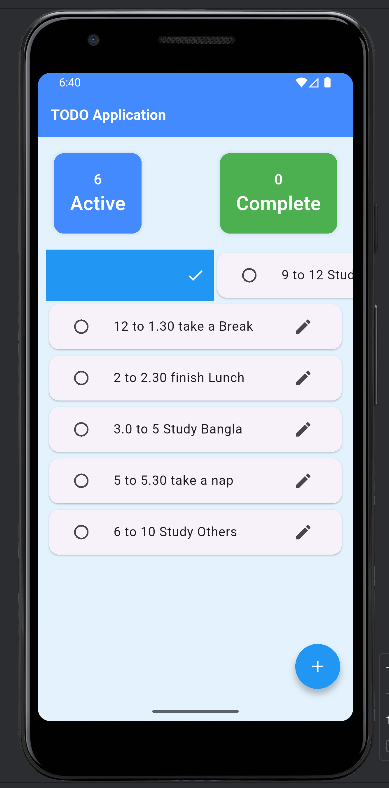 6:40
TODO Application
6
Active
0
Complete
9 to 12
12 to 1.30 take a Break
2 to 2.30 finish Lunch
3.0 to 5 Study Bangla
5 to 5.30 take a nap
6 to 10 Study Others